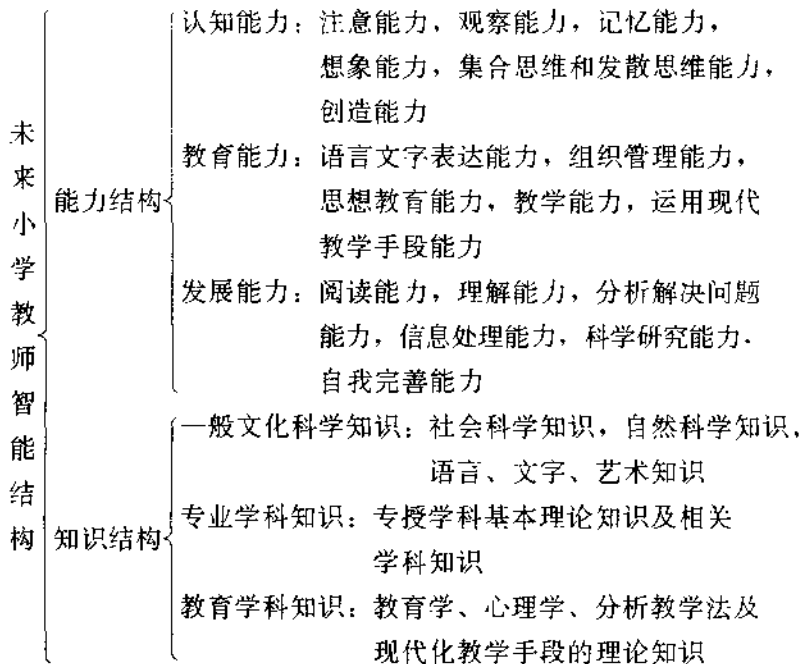 未来小学教师智能结构
能力结构
认知能力：注意能力，观察能力，记忆能力，
想象能力，集合思维和发散思维能力，
创造能力
教育能力：语言文字表达能力，组织管理能力，
思想教育能力，教学能力，运用现代
教学手段能力
发展能力：阅读能力，理解能力，分析解决问题
能力，信息处理能力，科学研究能力．
自我完善能力
知识结构
一般文化科学知识：社会科学知识，自然科学知识，
语言、文字、艺术知识
专业学科知识：专授学科基本理论知识及相关
学科知识
教育学科知识：教育学、心理学、分析教学法及
现代化教学手段的理论知识